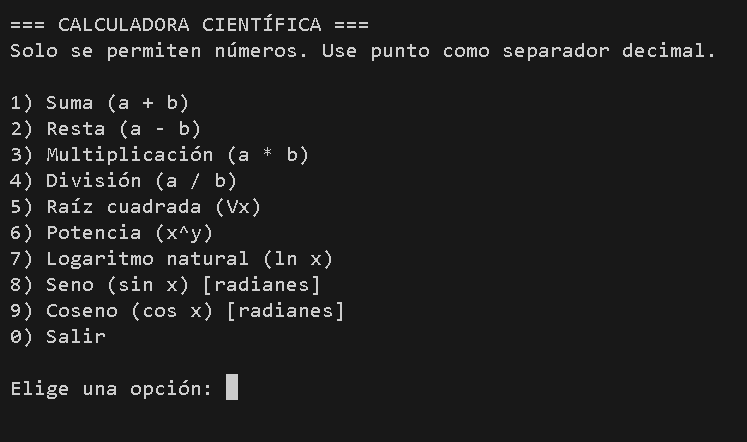 === CALCULADORA CIENTÍFICA ===
Solo se permiten números. Use punto como separador decimal.
1) Suma (a + b)
2) Resta (a - b)
3) Multiplicación (a * b)
4) División (a / b)
5) Raíz cuadrada (√x)
6) Potencia (x^y)
7) Logaritmo natural (ln x)
8) Seno (sin x) [radianes]
9) Coseno (cos x) [radianes]
0) Salir
Elige una opción: